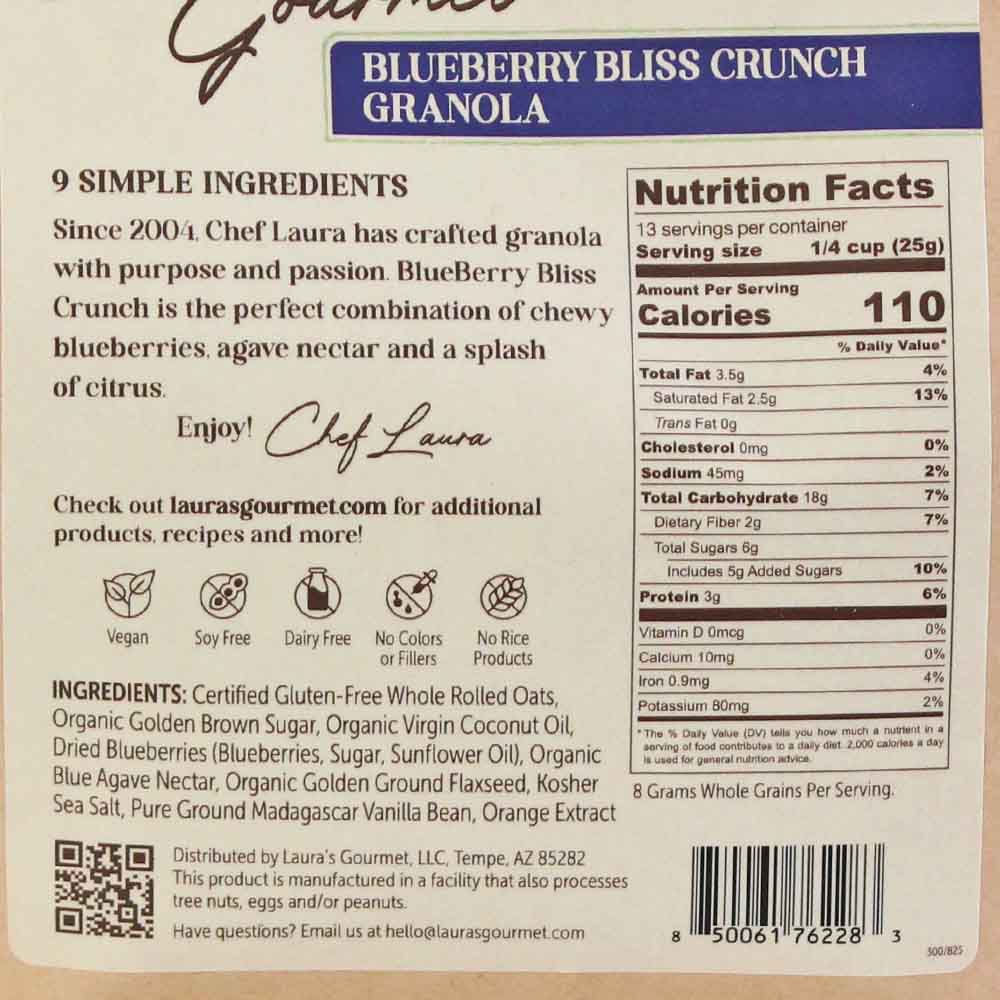 Gourmet
BLUEBERRY BLISS CRUNCH
GRANOLA
9 SIMPLE INGREDIENTS
Since 2004, Chef Laura has crafted granola
with purpose and passion. BlueBerry Bliss
Crunch is the perfect combination of chewy
blueberries, agave nectar and a splash
of citrus.
Enjoy! Chef Laura
Check out laurasgourmet.com for additional
products, recipes and more!
Vegan
Soy Free
Dairy Free
No Colors
or Fillers
No Rice
Products
INGREDIENTS: Certified Gluten-Free Whole Rolled Oats,
Organic Golden Brown Sugar, Organic Virgin Coconut Oil,
Dried Blueberries (Blueberries, Sugar, Sunflower Oil), Organic
Blue Agave Nectar, Organic Golden Ground Flaxseed, Kosher
Sea Salt, Pure Ground Madagascar Vanilla Bean, Orange Extract
Distributed by Laura's Gourmet, LLC, Tempe, AZ 85282
This product is manufactured in a facility that also processes
tree nuts, eggs and/or peanuts.
Have questions? Email us at hello@laurasgourmet.com
Nutrition Facts
13 servings per container
Serving size 1/4 cup (25g)
Amount Per Serving
Calories 110
% Daily Value*
Total Fat 3.5g 4%
Saturated Fat 2.5g 13%
Trans Fat 0g
Cholesterol 0mg 0%
Sodium 45mg 2%
Total Carbohydrate 18g 7%
Dietary Fiber 2g 7%
Total Sugars 6g
Includes 5g Added Sugars 10%
Protein 3g 6%
Vitamin D 0mcg 0%
Calcium 10mg 0%
Iron 0.9mg 4%
Potassium 80mg 2%
*The % Daily Value (DV) tells you how much a nutrient in a
serving of food contributes to a daily diet. 2,000 calories a day
is used for general nutrition advice.
8 Grams Whole Grains Per Serving.
8 50061 76228 3
300/825